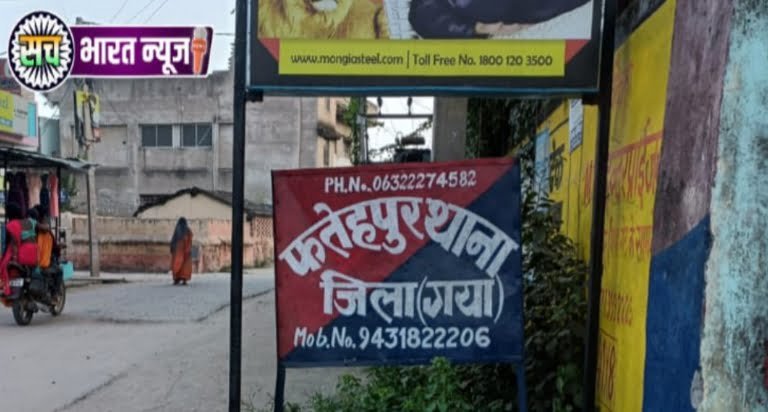 सच भारत न्यूज
www.mongiasteel.com | Toll Free No. 1800 120 3500
PH.No. 06322274582
फतेहपुर थाना
जिला (गया)
Mob. No. 9431822206